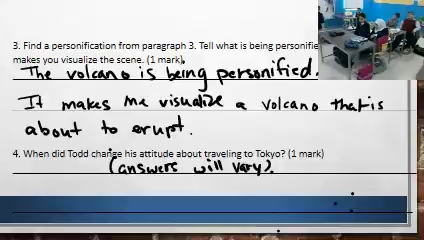 3. Find a personification from paragraph 3. Tell what is being personifie
makes you visualize the scene. (1 mark)
The volcano is being personified.
It makes me visualize a volcano that is
about to erupt.
4. When did Todd change his attitude about traveling to Tokyo? (1 mark)
(answers will vary).